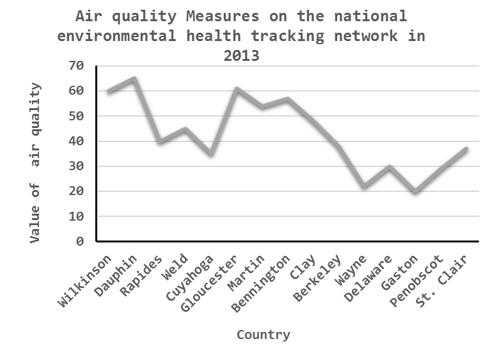 Air quality Measures on the national
environmental health tracking network in
2013
Value of air quality
70
60
50
40
30
20
10
0
Wilkinson
Dauphin
Rapides
Weld
Cuyahoga
Gloucester
Martin
Bennington
Clay
Berkeley
Wayne
Delaware
Gaston
Penobscot
St. Clair
Country